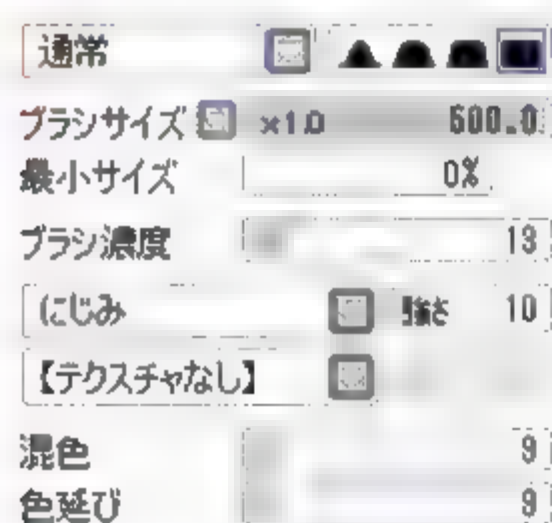 通常
ブラシサイズ ×1.0 500.0
最小サイズ 0%
ブラシ濃度 13
にじみ 強さ 10
【テクスチャなし】
混色 9
色延び 9